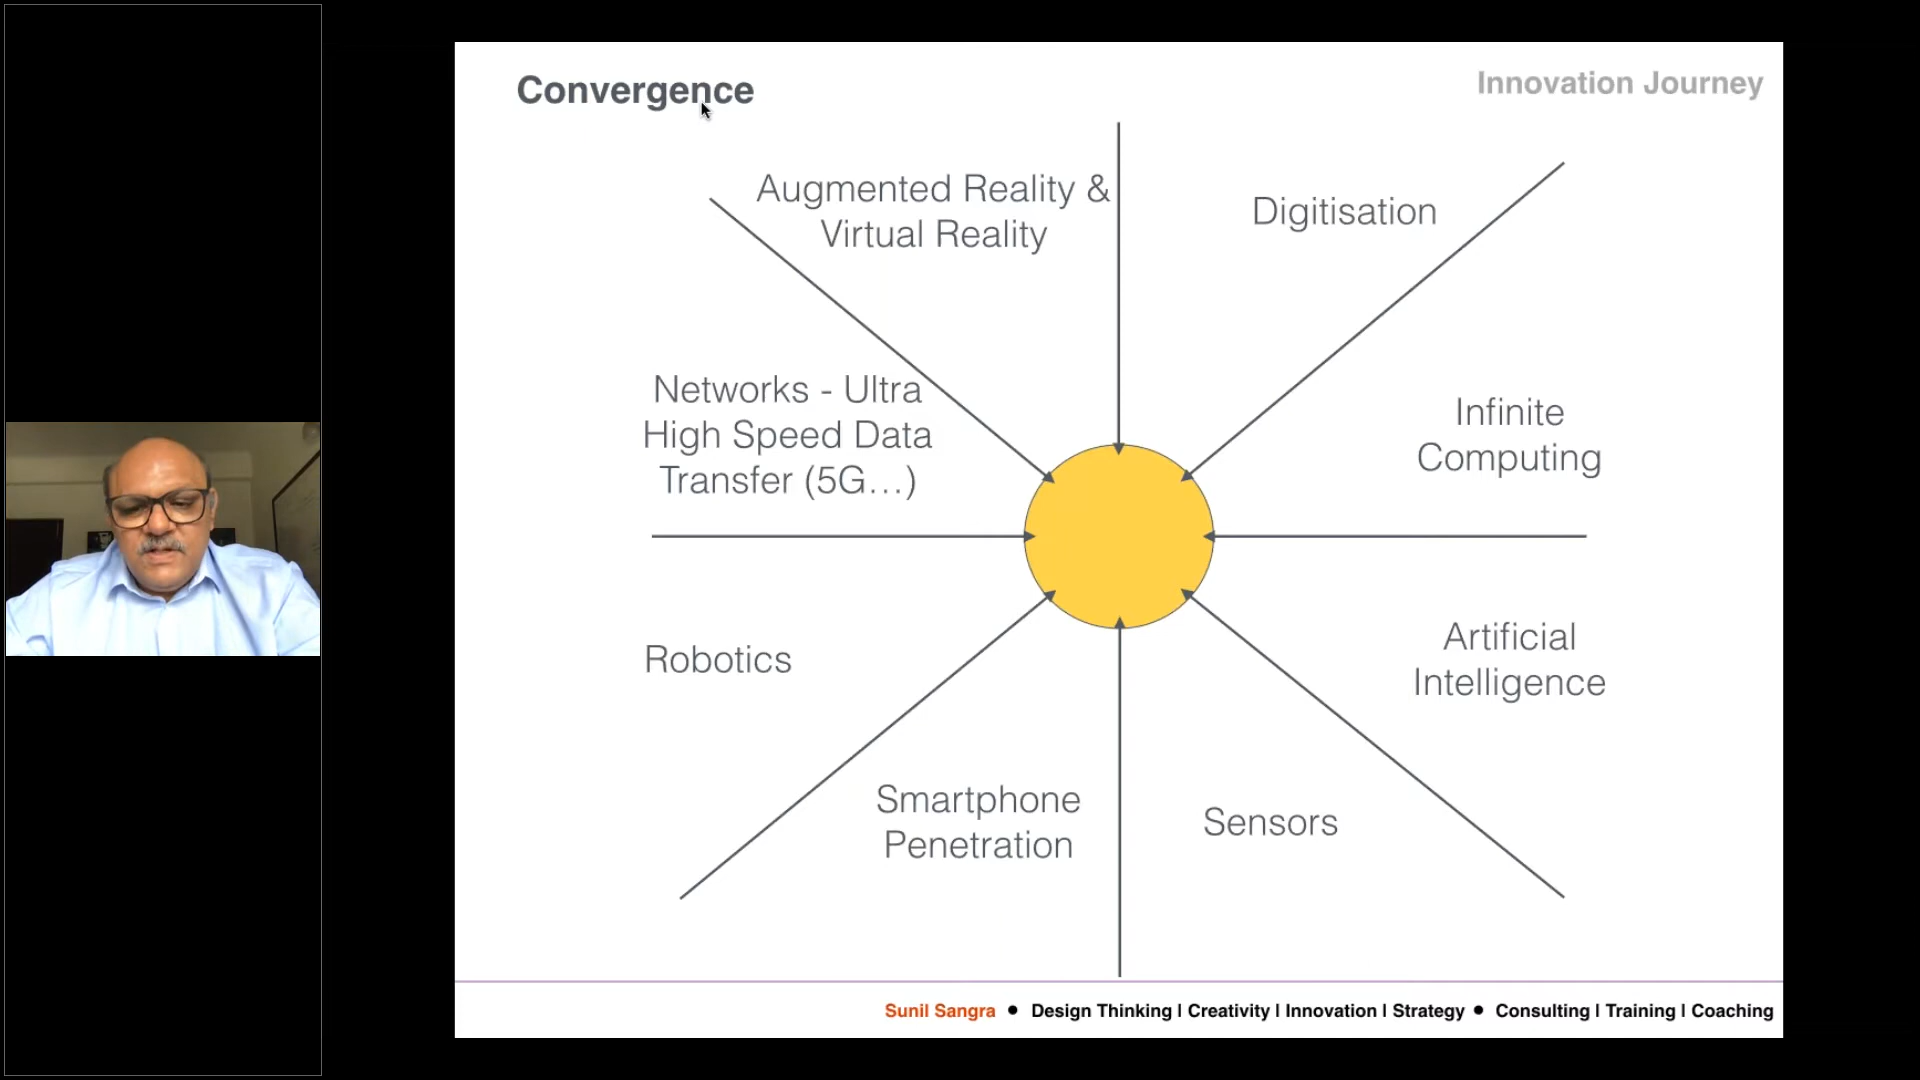 Convergence
Innovation Journey
Augmented Reality &
Virtual Reality
Digitisation
Networks - Ultra
High Speed Data
Transfer (5G...)
Infinite
Computing
Robotics
Artificial
Intelligence
Smartphone
Penetration
Sensors
Sunil Sangra ● Design Thinking | Creativity | Innovation | Strategy ● Consulting | Training | Coaching